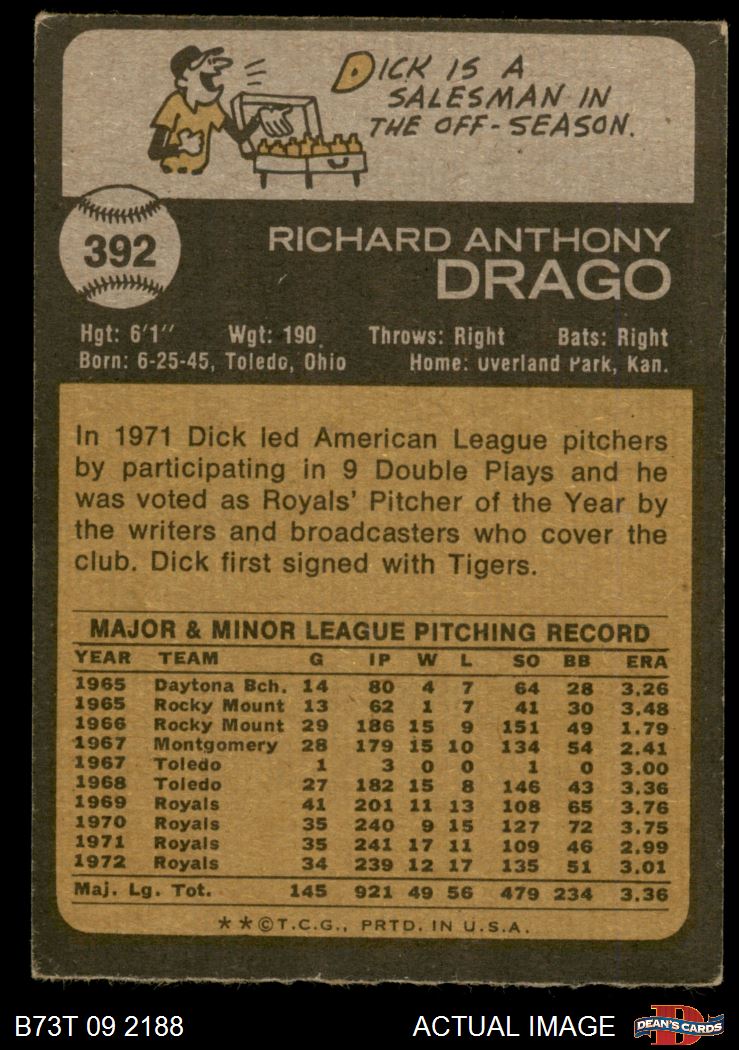 DICK IS A
SALESMAN IN
THE OFF-SEASON.
392
RICHARD ANTHONY
DRAGO
Hgt: 6'1" Wgt: 190 Throws: Right Bats: Right
Born: 6-25-45, Toledo, Ohio Home: Overland Park, Kan.
In 1971 Dick led American League pitchers
by participating in 9 Double Plays and he
was voted as Royals' Pitcher of the Year by
the writers and broadcasters who cover the
club. Dick first signed with Tigers.
MAJOR & MINOR LEAGUE PITCHING RECORD
YEAR TEAM G IP W L SO BB ERA
1965 Daytona Bch. 14 80 4 7 64 28 3.26
1965 Rocky Mount 13 62 1 7 41 30 3.48
1966 Rocky Mount 29 186 15 9 151 49 1.79
1967 Montgomery 28 179 15 10 134 54 2.41
1967 Toledo 1 3 0 0 1 0 3.00
1968 Toledo 27 182 15 8 146 43 3.36
1969 Royals 41 201 11 13 108 65 3.76
1970 Royals 35 240 9 15 127 72 3.75
1971 Royals 35 241 17 11 109 46 2.99
1972 Royals 34 239 12 17 135 51 3.01
Maj. Lg. Tot. 145 921 49 56 479 234 3.36
**©T.C.G., PRTD. IN U.S.A.
B73T 09 2188 ACTUAL IMAGE D DEAN'S CARDS